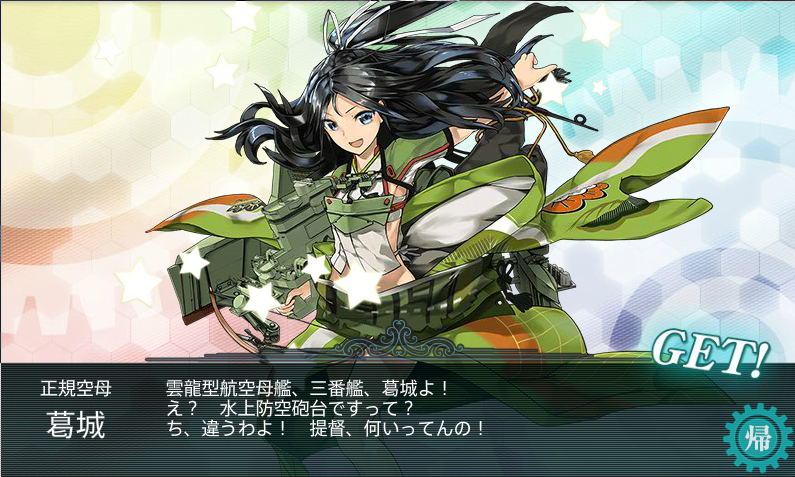 GET!
正規空母
葛城
雲龍型航空母艦、三番艦、葛城よ！
え？　水上防空砲台ですって？
ち、違うわよ！　提督、何いってんの！
帰